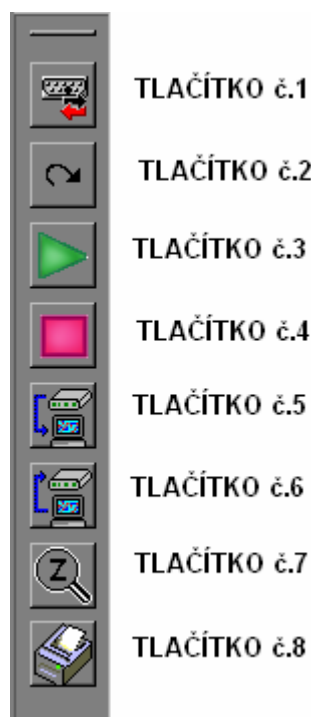 TLAČÍTKO č.1
TLAČÍTKO č.2
TLAČÍTKO č.3
TLAČÍTKO č.4
TLAČÍTKO č.5
TLAČÍTKO č.6
Z
TLAČÍTKO č.7
TLAČÍTKO č.8